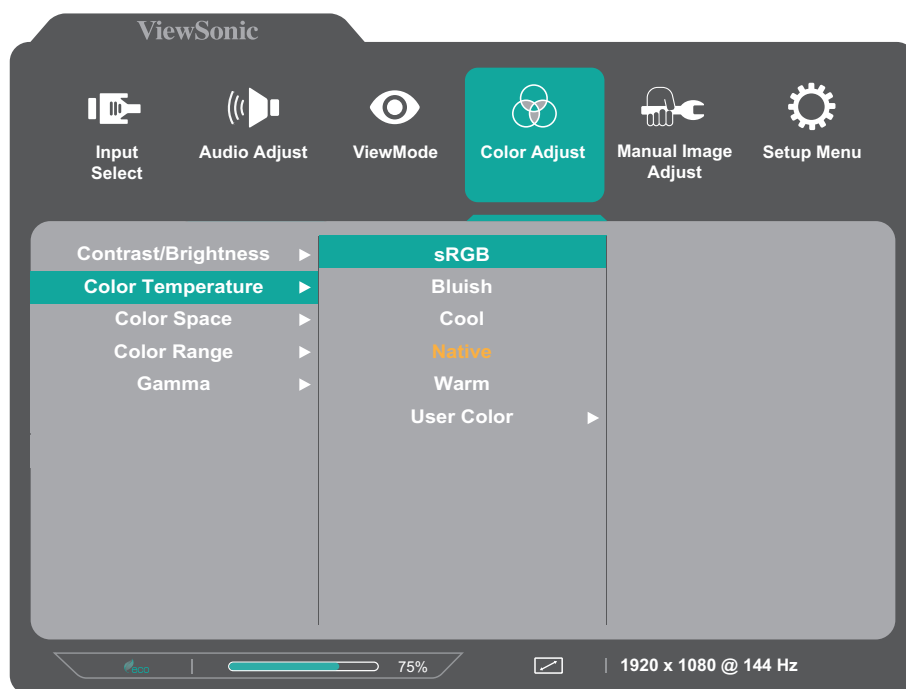 ViewSonic
Input
Select
Audio Adjust
ViewMode
Color Adjust
Manual Image
Adjust
Setup Menu
Contrast/Brightness
Color Temperature
Color Space
Color Range
Gamma
sRGB
Bluish
Cool
Native
Warm
User Color
ECO
75%
1920 x 1080 @ 144 Hz